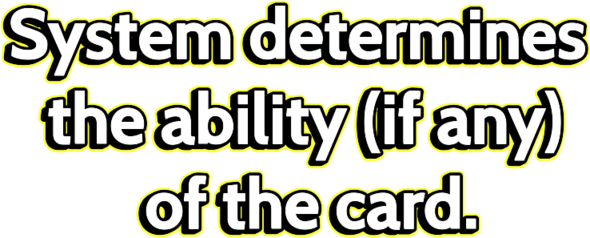 System determines
the ability (if any)
of the card.